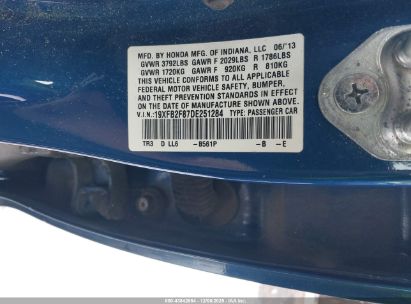 MFD. BY HONDA MFG. OF INDIANA, LLC 06/13
GVWR 3792LBS GAWR F 2029LBS R 1786LBS
GVWR 1720KG GAWR F 920KG R 810KG
THIS VEHICLE CONFORMS TO ALL APPLICABLE
FEDERAL MOTOR VEHICLE SAFETY, BUMPER,
AND THEFT PREVENTION STANDARDS IN EFFECT
ON THE DATE OF MANUFACTURE SHOWN ABOVE.
V.I.N.: 19XFB2F87DE251284 TYPE: PASSENGER CAR
TR3 D LL6 -B561P -B -E